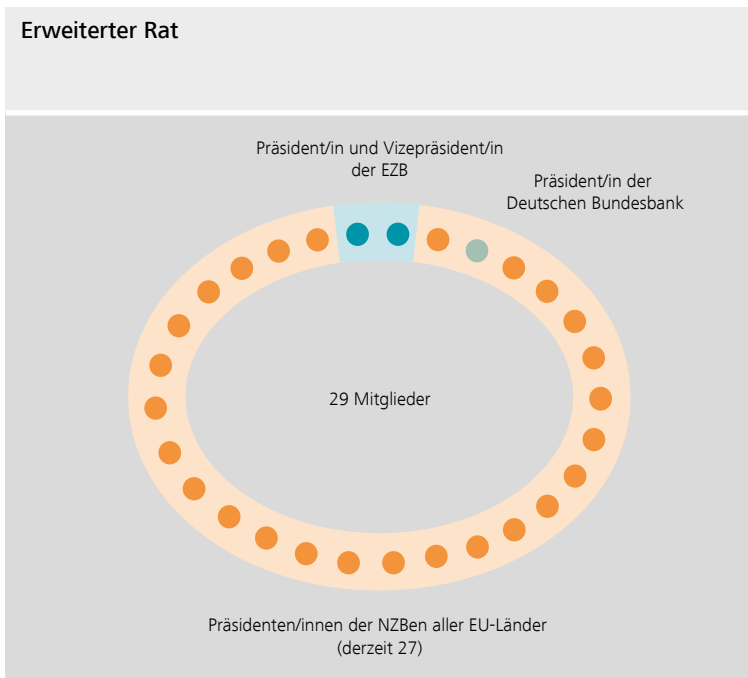 Erweiterter Rat
Präsident/in und Vizepräsident/in
der EZB
Präsident/in der
Deutschen Bundesbank
29 Mitglieder
Präsidenten/innen der NZBen aller EU-Länder
(derzeit 27)